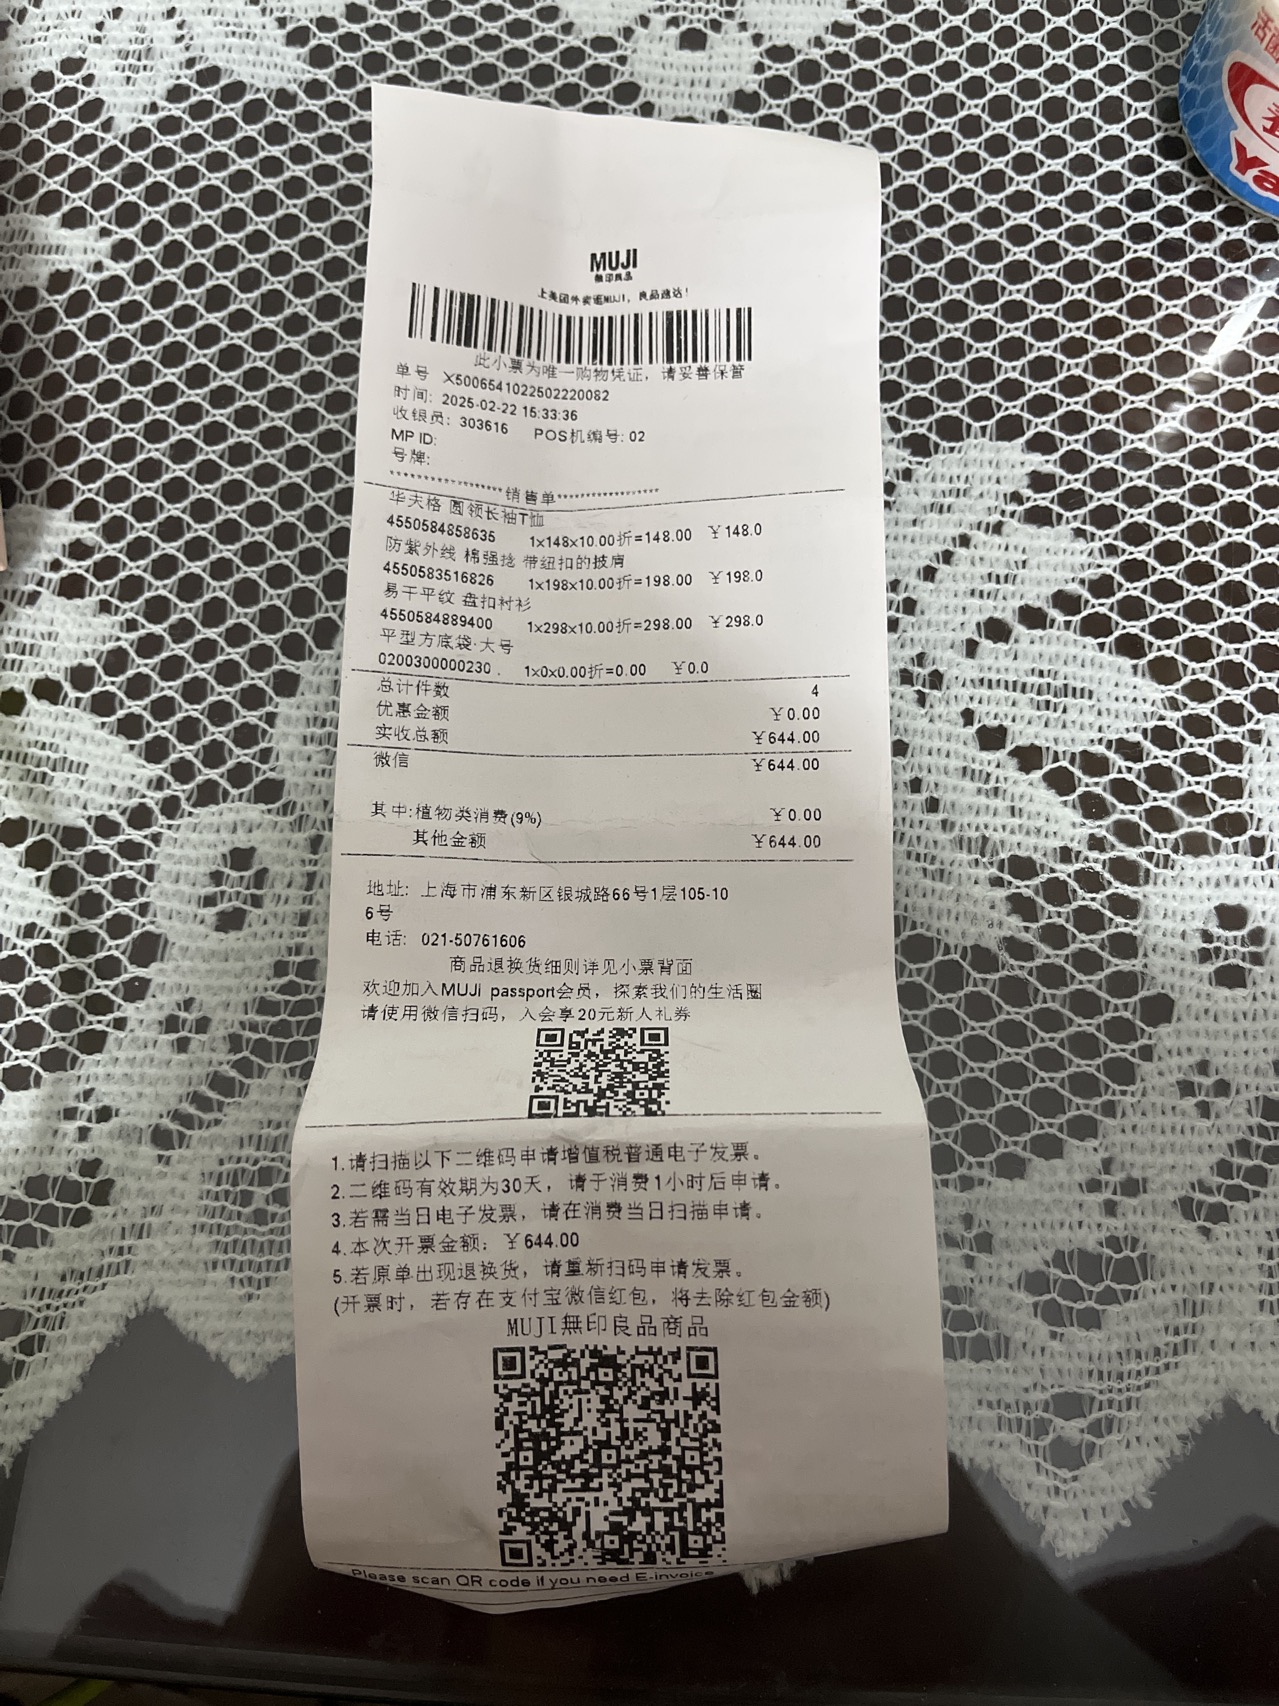 活
Ya
MUJI
無印良品
上美团外卖逛MUJI，良品速达！
此小票为唯一购物凭证，请妥善保管
单号 X5006541022502220082
时间: 2025-02-22 15:33:36
收银员: 303616 POS机编号: 02
MP ID:
号牌:
********************销售单******************
华夫格 圆领长袖T恤
4550584858635 1x148x10.00折=148.00 ￥148.0
防紫外线 棉强捻 带纽扣的披肩
4550583516826 1x198x10.00折=198.00 ￥198.0
易干平纹 盘扣衬衫
4550584889400 1x298x10.00折=298.00 ￥298.0
平型方底袋·大号
0200300000230 . 1x0x0.00折=0.00 ￥0.0
总计件数 4
优惠金额 ￥0.00
实收总额 ￥644.00
微信 ￥644.00
其中:植物类消费(9%) ￥0.00
其他金额 ￥644.00
地址: 上海市浦东新区银城路66号1层105-10
6号
电话: 021-50761606
商品退换货细则详见小票背面
欢迎加入MUJI passport会员，探索我们的生活圈
请使用微信扫码，入会享20元新人礼券
1.请扫描以下二维码申请增值税普通电子发票。
2.二维码有效期为30天，请于消费1小时后申请。
3.若需当日电子发票，请在消费当日扫描申请。
4.本次开票金额: ￥644.00
5.若原单出现退换货，请重新扫码申请发票。
(开票时，若存在支付宝微信红包，将去除红包金额)
MUJI無印良品商品
Please scan QR code if you need E-invoice